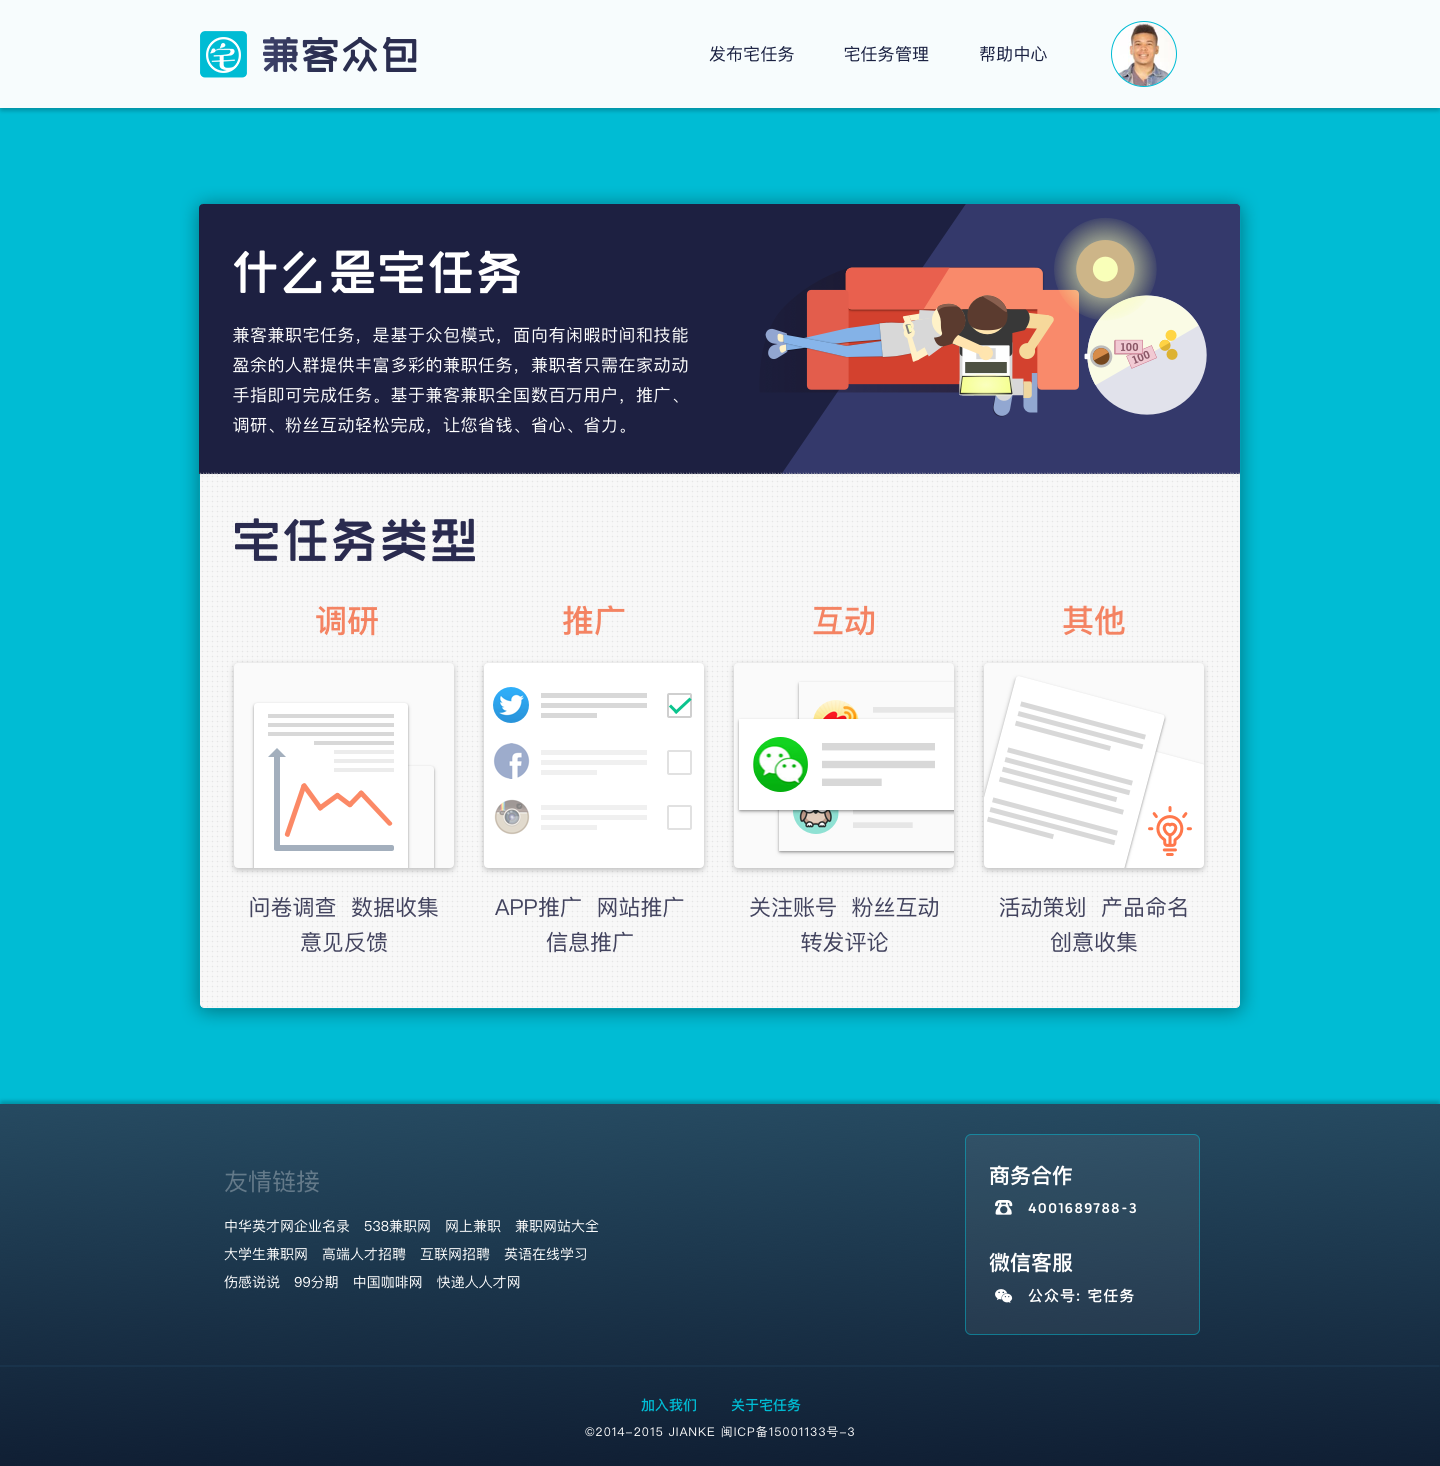 宅 兼客众包
发布宅任务 宅任务管理 帮助中心
什么是宅任务
兼客兼职宅任务，是基于众包模式，面向有闲暇时间和技能
盈余的人群提供丰富多彩的兼职任务，兼职者只需在家动动
手指即可完成任务。基于兼客兼职全国数百万用户，推广、
调研、粉丝互动轻松完成，让您省钱、省心、省力。
100
100
宅任务类型
调研 推广 互动 其他
问卷调查 数据收集
意见反馈
APP推广 网站推广
信息推广
关注账号 粉丝互动
转发评论
活动策划 产品命名
创意收集
友情链接
中华英才网企业名录 538兼职网 网上兼职 兼职网站大全
大学生兼职网 高端人才招聘 互联网招聘 英语在线学习
伤感说说 99分期 中国咖啡网 快递人人才网
商务合作
4001689788-3
微信客服
公众号: 宅任务
加入我们 关于宅任务
©2014-2015 JIANKE 闽ICP备15001133号-3